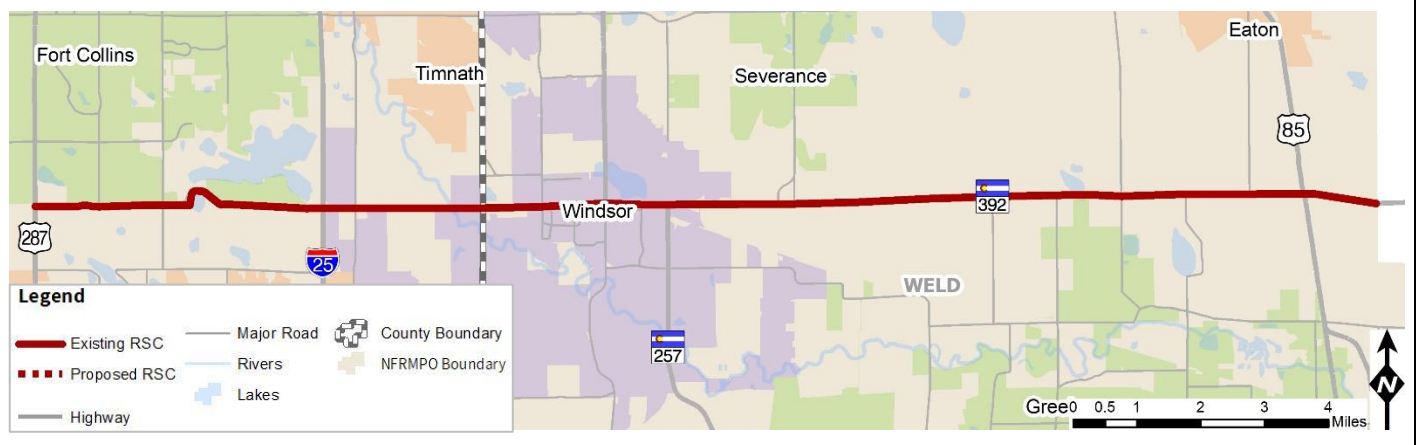 Fort Collins
Timnath
Severance
Eaton
85
392
Windsor
287
25
WELD
257
Legend
Existing RSC
Proposed RSC
Highway
Major Road
Rivers
Lakes
County Boundary
NFRMPO Boundary
Gree
0 0.5 1 2 3 4
Miles
N